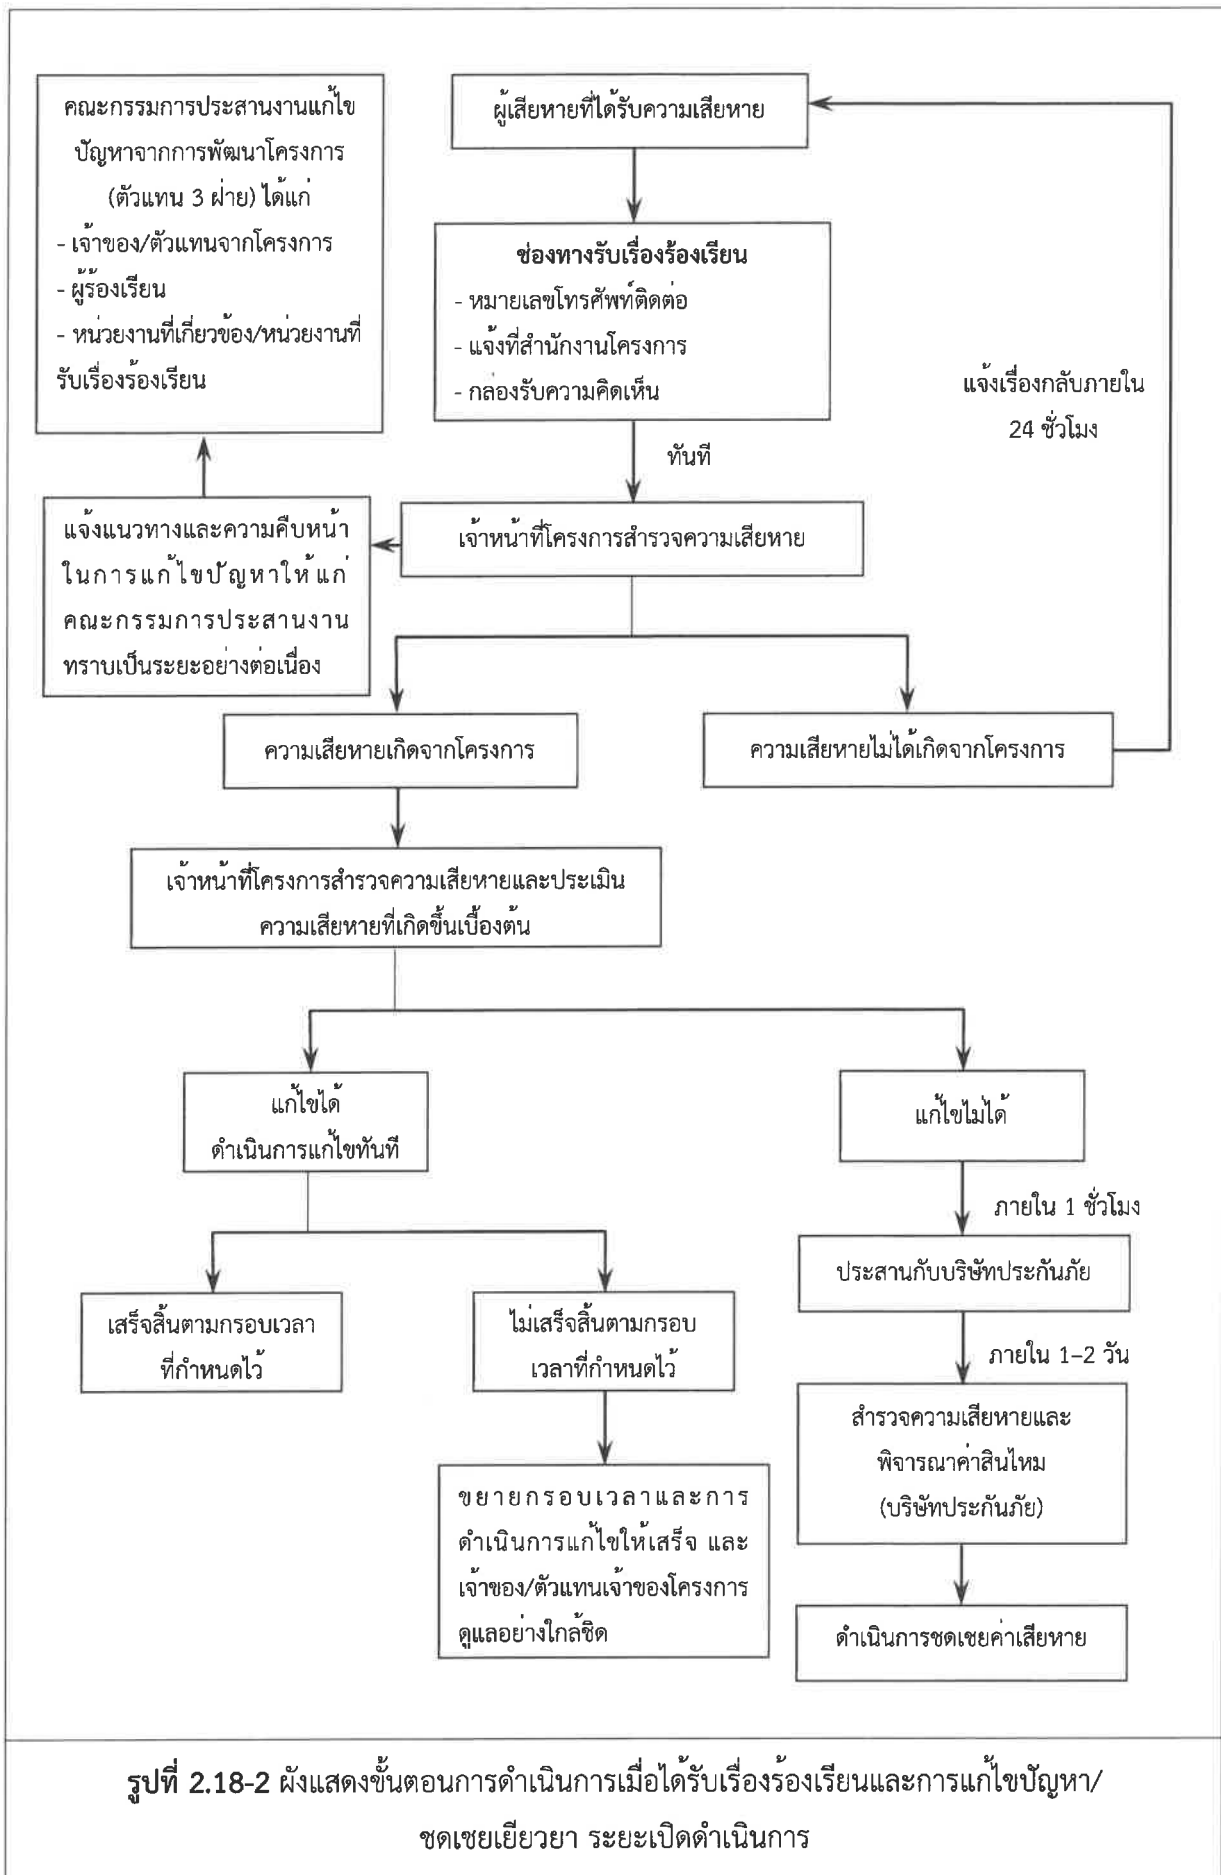 คณะกรรมการประสานงานแก้ไข
ปัญหาจากการพัฒนาโครงการ
(ตัวแทน 3 ฝ่าย) ได้แก่
- เจ้าของ/ตัวแทนจากโครงการ
- ผู้ร้องเรียน
- หน่วยงานที่เกี่ยวข้อง/หน่วยงานที่
รับเรื่องร้องเรียน
ผู้เสียหายที่ได้รับความเสียหาย
ช่องทางรับเรื่องร้องเรียน
- หมายเลขโทรศัพท์ติดต่อ
- แจ้งที่สำนักงานโครงการ
- กล่องรับความคิดเห็น
แจ้งเรื่องกลับภายใน
24 ชั่วโมง
ทันที
แจ้งแนวทางและความคืบหน้า
ในการแก้ไขปัญหาให้แก่
คณะกรรมการประสานงาน
ทราบเป็นระยะอย่างต่อเนื่อง
เจ้าหน้าที่โครงการสำรวจความเสียหาย
ความเสียหายเกิดจากโครงการ
ความเสียหายไม่ได้เกิดจากโครงการ
เจ้าหน้าที่โครงการสำรวจความเสียหายและประเมิน
ความเสียหายที่เกิดขึ้นเบื้องต้น
แก้ไขได้
ดำเนินการแก้ไขทันที
แก้ไขไม่ได้
ภายใน 1 ชั่วโมง
ประสานกับบริษัทประกันภัย
เสร็จสิ้นตามกรอบเวลา
ที่กำหนดไว้
ไม่เสร็จสิ้นตามกรอบ
เวลาที่กำหนดไว้
ภายใน 1–2 วัน
สำรวจความเสียหายและ
พิจารณาค่าสินไหม
(บริษัทประกันภัย)
ขยายกรอบเวลาและการ
ดำเนินการแก้ไขให้เสร็จ และ
เจ้าของ/ตัวแทนเจ้าของโครงการ
ดูแลอย่างใกล้ชิด
ดำเนินการชดเชยค่าเสียหาย
รูปที่ 2.18-2 ผังแสดงขั้นตอนการดำเนินการเมื่อได้รับเรื่องร้องเรียนและการแก้ไขปัญหา/
ชดเชยเยียวยา ระยะเปิดดำเนินการ